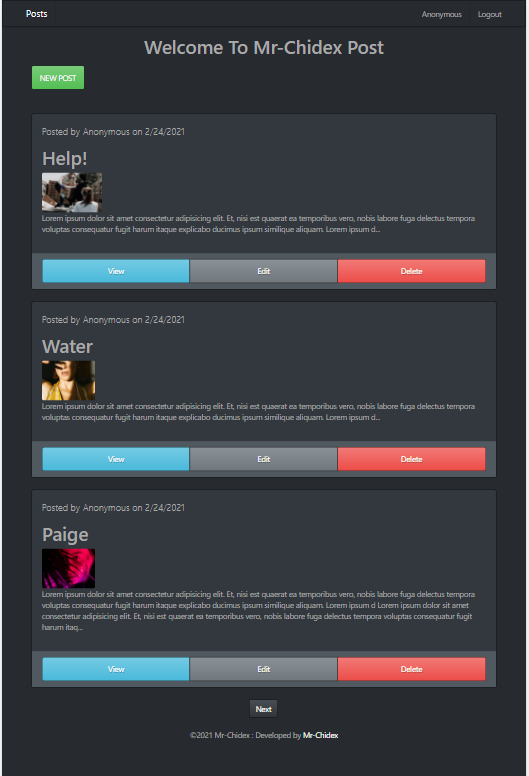 Posts Anonymous Logout
Welcome To Mr-Chidex Post
NEW POST
Posted by Anonymous on 2/24/2021
Help!
Lorem ipsum dolor sit amet consectetur adipisicing elit. Et, nisi est quaerat ea temporibus vero, nobis labore fuga delectus tempora
voluptas consequatur fugit harum itaque explicabo ducimus ipsum similique aliquam. Lorem ipsum d...
View Edit Delete
Posted by Anonymous on 2/24/2021
Water
Lorem ipsum dolor sit amet consectetur adipisicing elit. Et, nisi est quaerat ea temporibus vero, nobis labore fuga delectus tempora
voluptas consequatur fugit harum itaque explicabo ducimus ipsum similique aliquam. Lorem ipsum d...
View Edit Delete
Posted by Anonymous on 2/24/2021
Paige
Lorem ipsum dolor sit amet consectetur adipisicing elit. Et, nisi est quaerat ea temporibus vero, nobis labore fuga delectus tempora
voluptas consequatur fugit harum itaque explicabo ducimus ipsum similique aliquam. Lorem ipsum d Lorem ipsum dolor sit amet
consectetur adipisicing elit. Et, nisi est quaerat ea temporibus vero, nobis labore fuga delectus tempora voluptas consequatur fugit
harum itaq...
View Edit Delete
Next
©2021 Mr-Chidex : Developed by Mr-Chidex